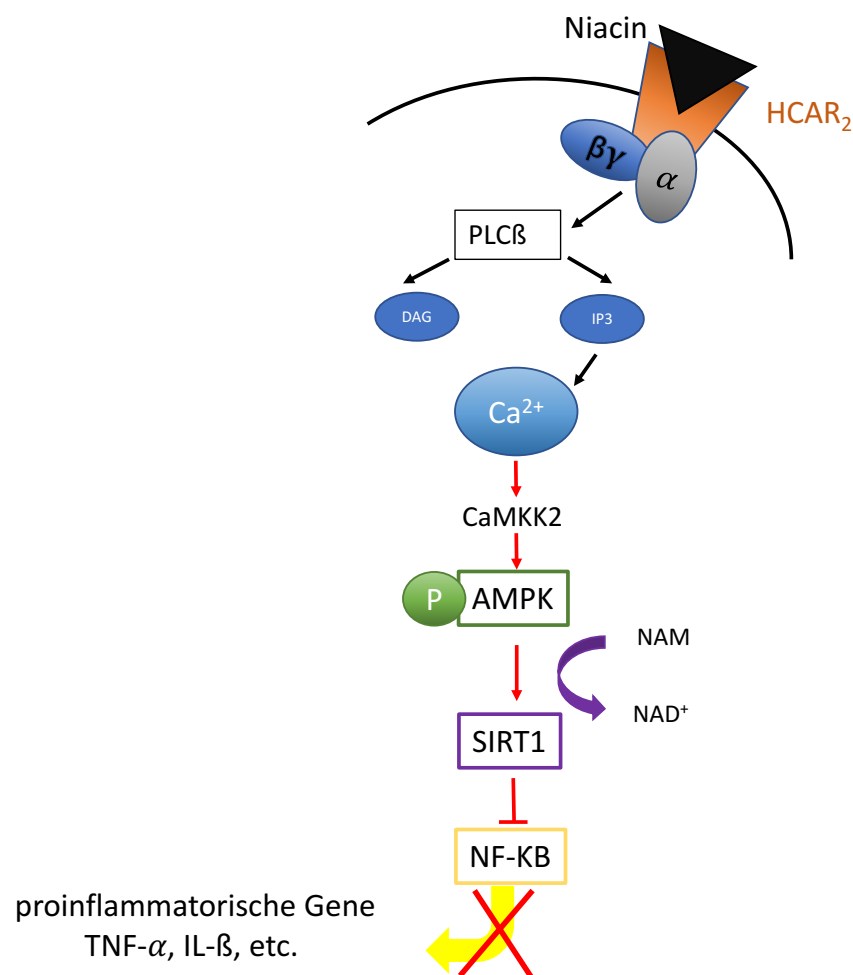 Niacin
HCAR₂
βγ
α
PLCß
DAG
IP3
Ca²⁺
CaMKK2
P
AMPK
NAM
NAD⁺
SIRT1
NF-KB
proinflammatorische Gene
TNF-α, IL-ß, etc.